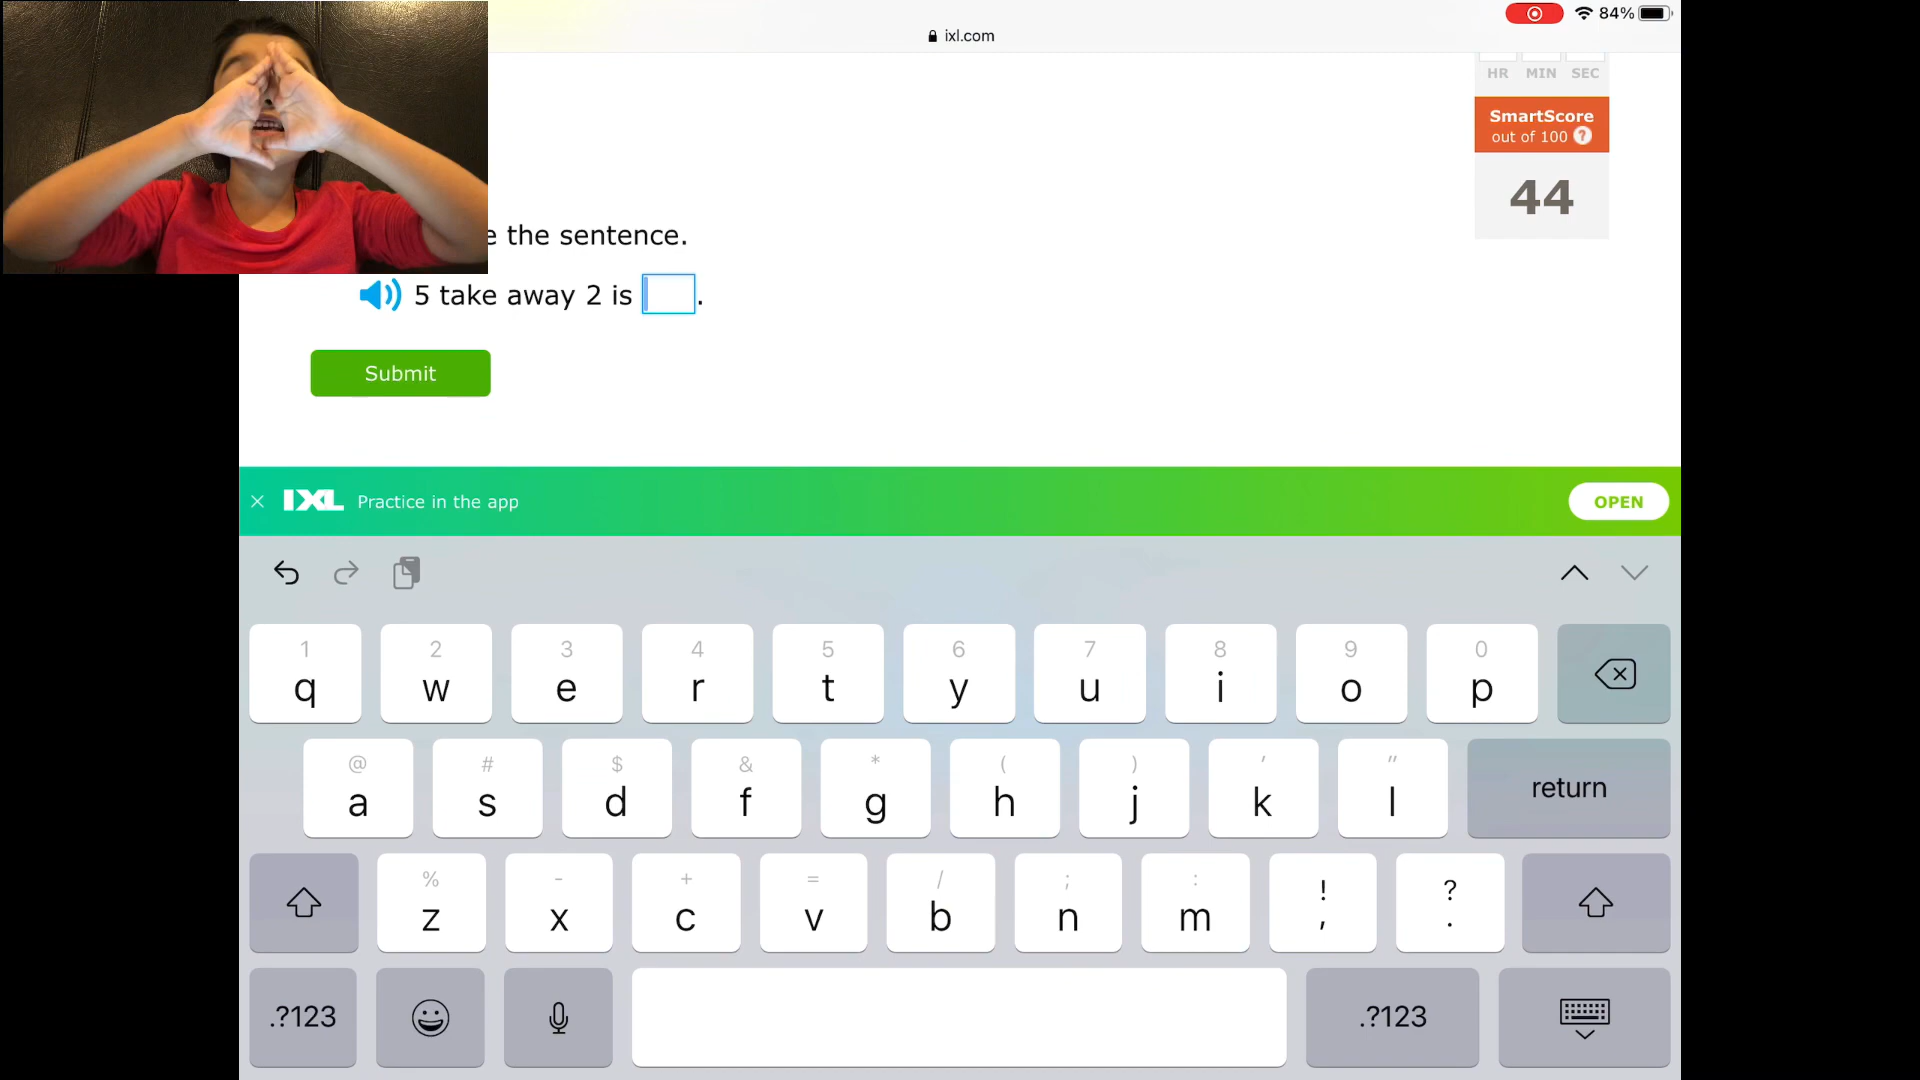 84%
ixl.com
HR MIN SEC
SmartScore
out of 100 ?
44
e the sentence.
5 take away 2 is .
Submit
× IXL Practice in the app OPEN
1 2 3 4 5 6 7 8 9 0
q w e r t y u i o p
@ # $ & * ( ) ' "
a s d f g h j k l return
% - + = / ; : ! ?
z x c v b n m , .
.?123 .?123